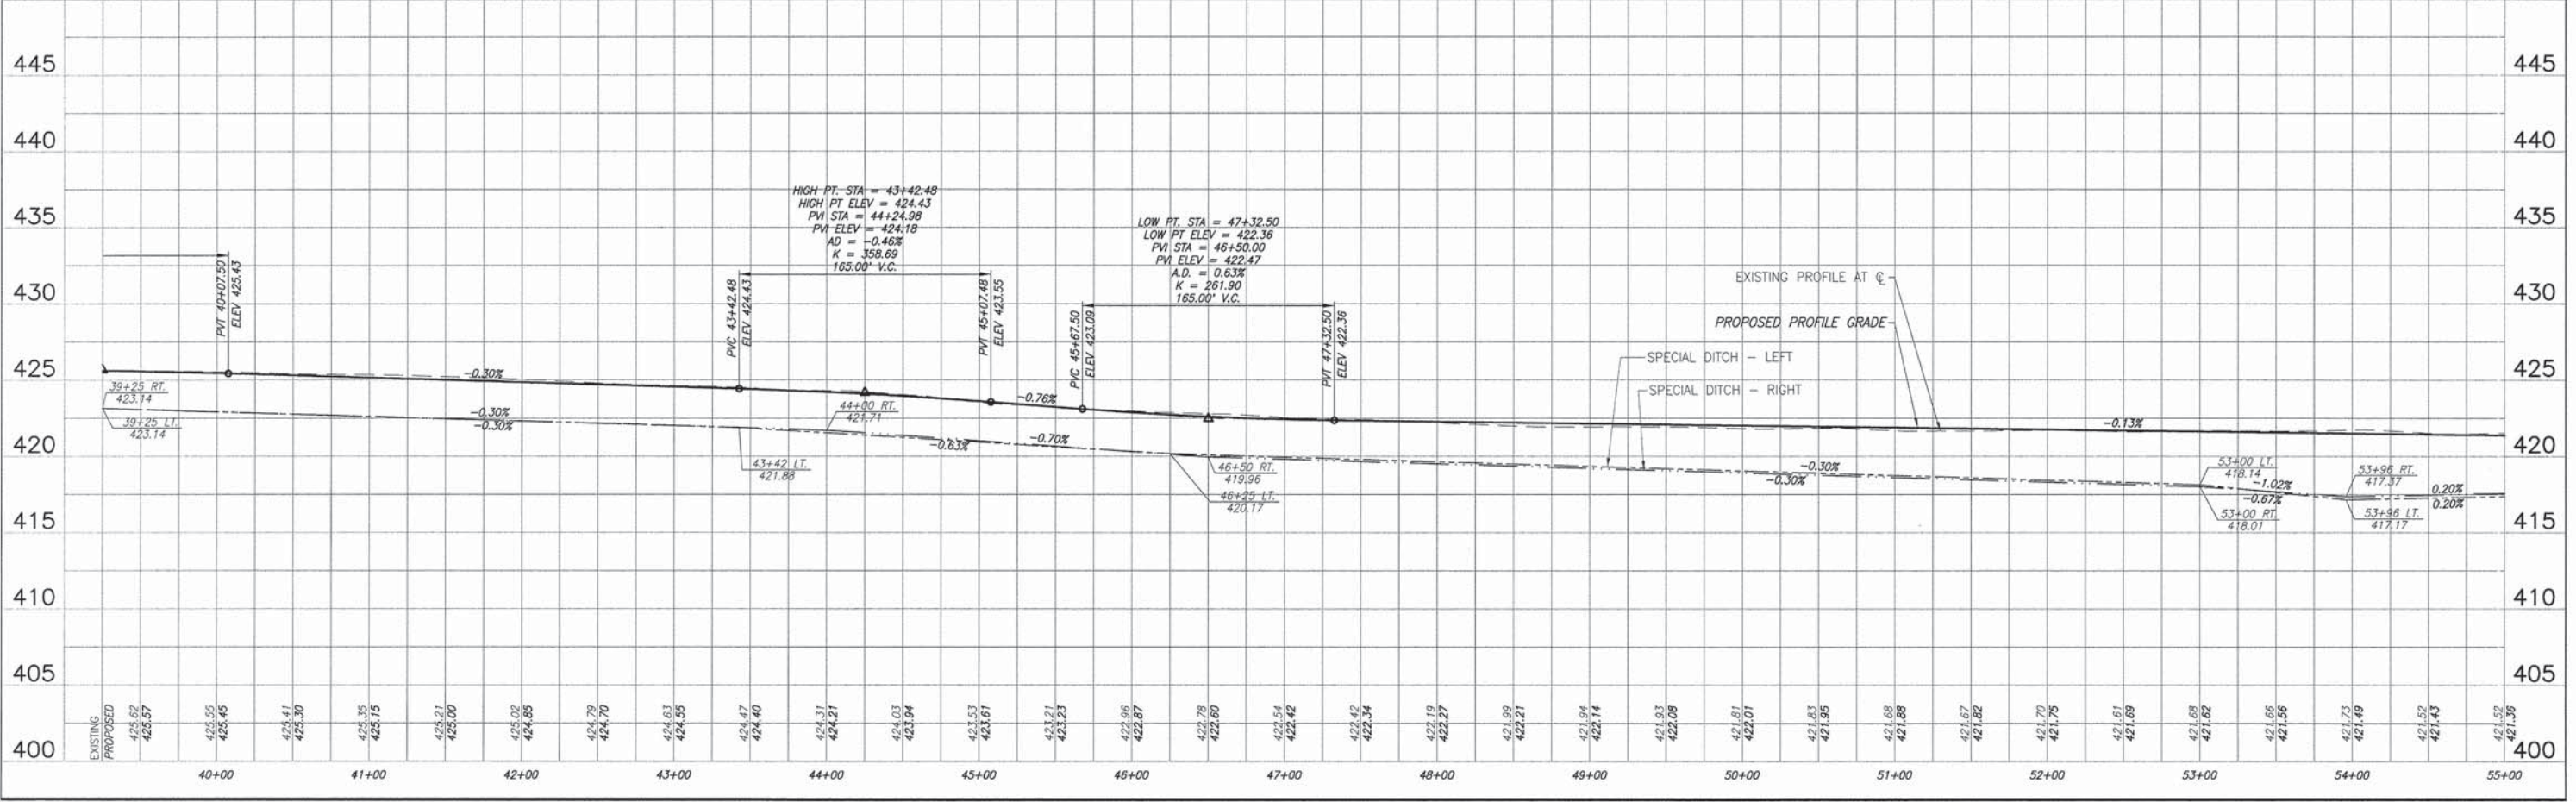 HIGH PT. STA = 43+42.48
HIGH PT ELEV = 424.43
PVI STA = 44+24.98
PVI ELEV = 424.18
AD = -0.46%
K = 358.69
165.00' V.C.
LOW PT. STA = 47+32.50
LOW PT ELEV = 422.36
PVI STA = 46+50.00
PVI ELEV = 422.47
A.D. = 0.63%
K = 261.90
165.00' V.C.
PVT 40+07.50
ELEV 425.43
PVC 43+42.48
ELEV 424.43
PVT 45+07.48
ELEV 423.55
PVC 45+67.50
ELEV 423.09
PVT 47+32.50
ELEV 422.36
EXISTING PROFILE AT ℄
PROPOSED PROFILE GRADE
SPECIAL DITCH - LEFT
SPECIAL DITCH - RIGHT
-0.30%
-0.76%
-0.13%
39+25 RT.
423.14
39+25 LT.
423.14
-0.30%
-0.30%
44+00 RT.
421.71
43+42 LT.
421.88
-0.63%
-0.70%
46+50 RT.
419.96
46+25 LT.
420.17
-0.30%
-0.30%
53+00 LT.
418.14
53+00 RT.
418.01
-1.02%
-0.67%
53+96 RT.
417.37
53+96 LT.
417.17
0.20%
0.20%
445 445
440 440
435 435
430 430
425 425
420 420
415 415
410 410
405 405
400 400
EXISTING
PROPOSED
425.62
425.57
425.55
425.45
425.41
425.30
425.35
425.15
425.21
425.00
425.02
424.85
424.79
424.70
424.63
424.55
424.47
424.40
424.31
424.21
424.03
423.94
423.53
423.61
423.21
423.23
422.96
422.87
422.78
422.60
422.54
422.42
422.42
422.34
422.19
422.27
421.99
422.21
421.94
422.14
421.93
422.08
421.81
422.01
421.83
421.95
421.68
421.88
421.67
421.82
421.70
421.75
421.61
421.69
421.68
421.62
421.66
421.56
421.73
421.49
421.52
421.43
421.52
421.36
40+00 41+00 42+00 43+00 44+00 45+00 46+00 47+00 48+00 49+00 50+00 51+00 52+00 53+00 54+00 55+00